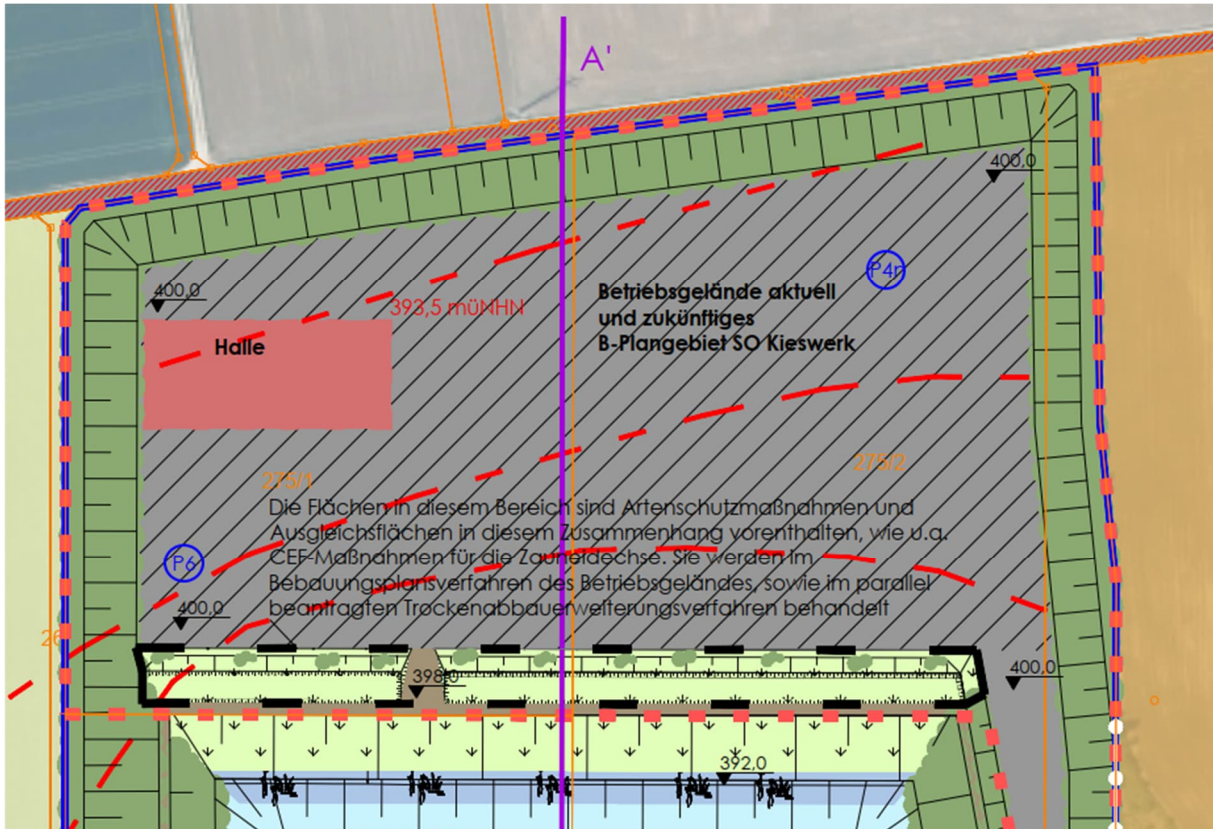 A'
400,0
P4n
400,0
393,5 müNHN
Betriebsgelände aktuell
und zukünftiges
B-Plangebiet SO Kieswerk
Halle
275/1
275/2
Die Flächen in diesem Bereich sind Artenschutzmaßnahmen und
Ausgleichsflächen in diesem Zusammenhang vorenthalten, wie u.a.
CEF-Maßnahmen für die Zauneidechse. Sie werden im
Bebauungsplansverfahren des Betriebsgeländes, sowie im parallel
beantragten Trockenabbauerweiterungsverfahren behandelt
P6
400,0
400,0
398,0
392,0